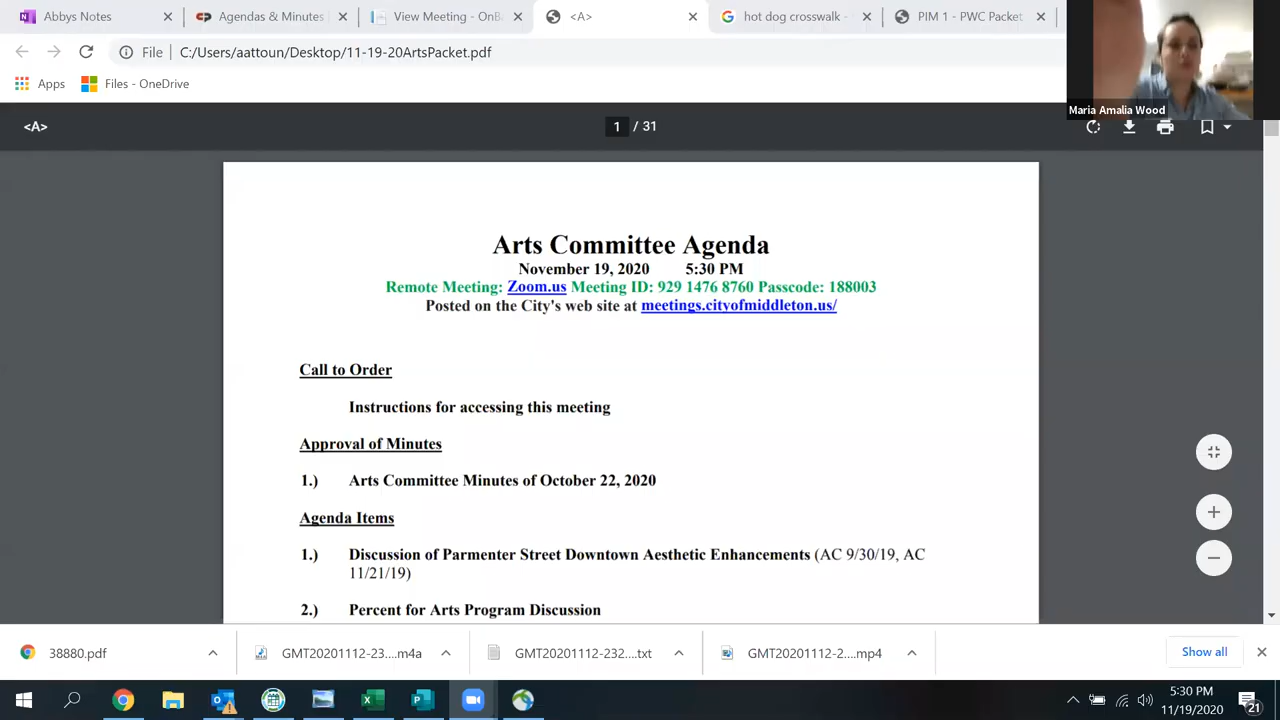 Abbys Notes
Agendas & Minutes
View Meeting - OnBa
<A>
hot dog crosswalk -
PIM 1 - PWC Packet
File C:/Users/aattoun/Desktop/11-19-20ArtsPacket.pdf
Apps
Files - OneDrive
Maria Amalia Wood
<A>
1 / 31
Arts Committee Agenda
November 19, 2020 5:30 PM
Remote Meeting: Zoom.us Meeting ID: 929 1476 8760 Passcode: 188003
Posted on the City's web site at meetings.cityofmiddleton.us/
Call to Order
Instructions for accessing this meeting
Approval of Minutes
1.) Arts Committee Minutes of October 22, 2020
Agenda Items
1.) Discussion of Parmenter Street Downtown Aesthetic Enhancements (AC 9/30/19, AC
11/21/19)
2.) Percent for Arts Program Discussion
38880.pdf
GMT20201112-23....m4a
GMT20201112-232....txt
GMT20201112-2....mp4
Show all
5:30 PM
11/19/2020
21